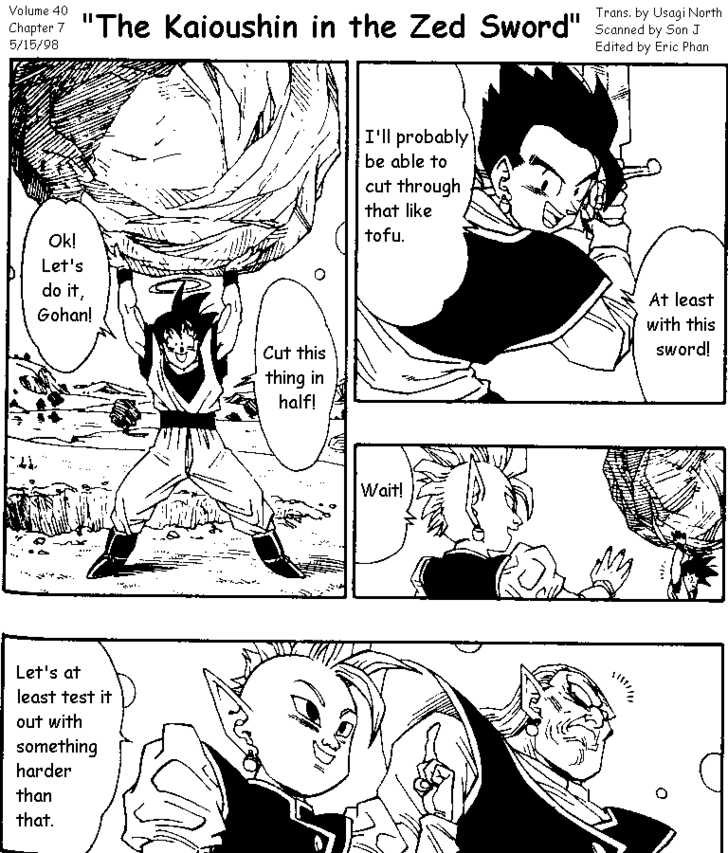 Volume 40
Chapter 7
5/15/98
"The Kaioushin in the Zed Sword"
Trans. by Usagi North
Scanned by Son J
Edited by Eric Phan
Ok!
Let's
do it,
Gohan!
Cut this
thing in
half!
I'll probably
be able to
cut through
that like
tofu.
At least
with this
sword!
Wait!
Let's at
least test it
out with
something
harder
than
that.